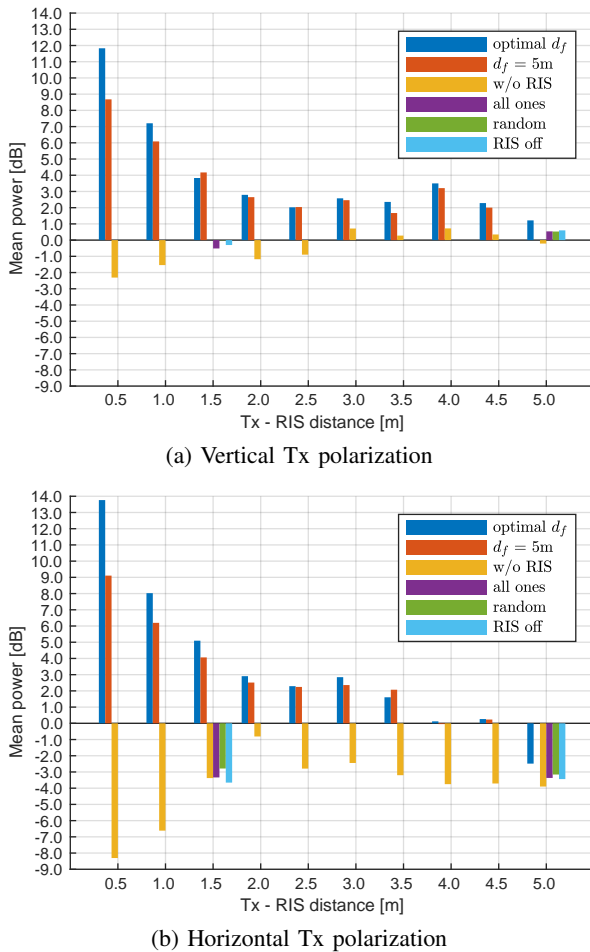 14.0
13.0
12.0
11.0
10.0
9.0
8.0
7.0
6.0
5.0
4.0
3.0
2.0
1.0
0.0
-1.0
-2.0
-3.0
-4.0
-5.0
-6.0
-7.0
-8.0
-9.0
Mean power [dB]
optimal d_f
d_f = 5m
w/o RIS
all ones
random
RIS off
0.5 1.0 1.5 2.0 2.5 3.0 3.5 4.0 4.5 5.0
Tx - RIS distance [m]
(a) Vertical Tx polarization
14.0
13.0
12.0
11.0
10.0
9.0
8.0
7.0
6.0
5.0
4.0
3.0
2.0
1.0
0.0
-1.0
-2.0
-3.0
-4.0
-5.0
-6.0
-7.0
-8.0
-9.0
Mean power [dB]
optimal d_f
d_f = 5m
w/o RIS
all ones
random
RIS off
0.5 1.0 1.5 2.0 2.5 3.0 3.5 4.0 4.5 5.0
Tx - RIS distance [m]
(b) Horizontal Tx polarization